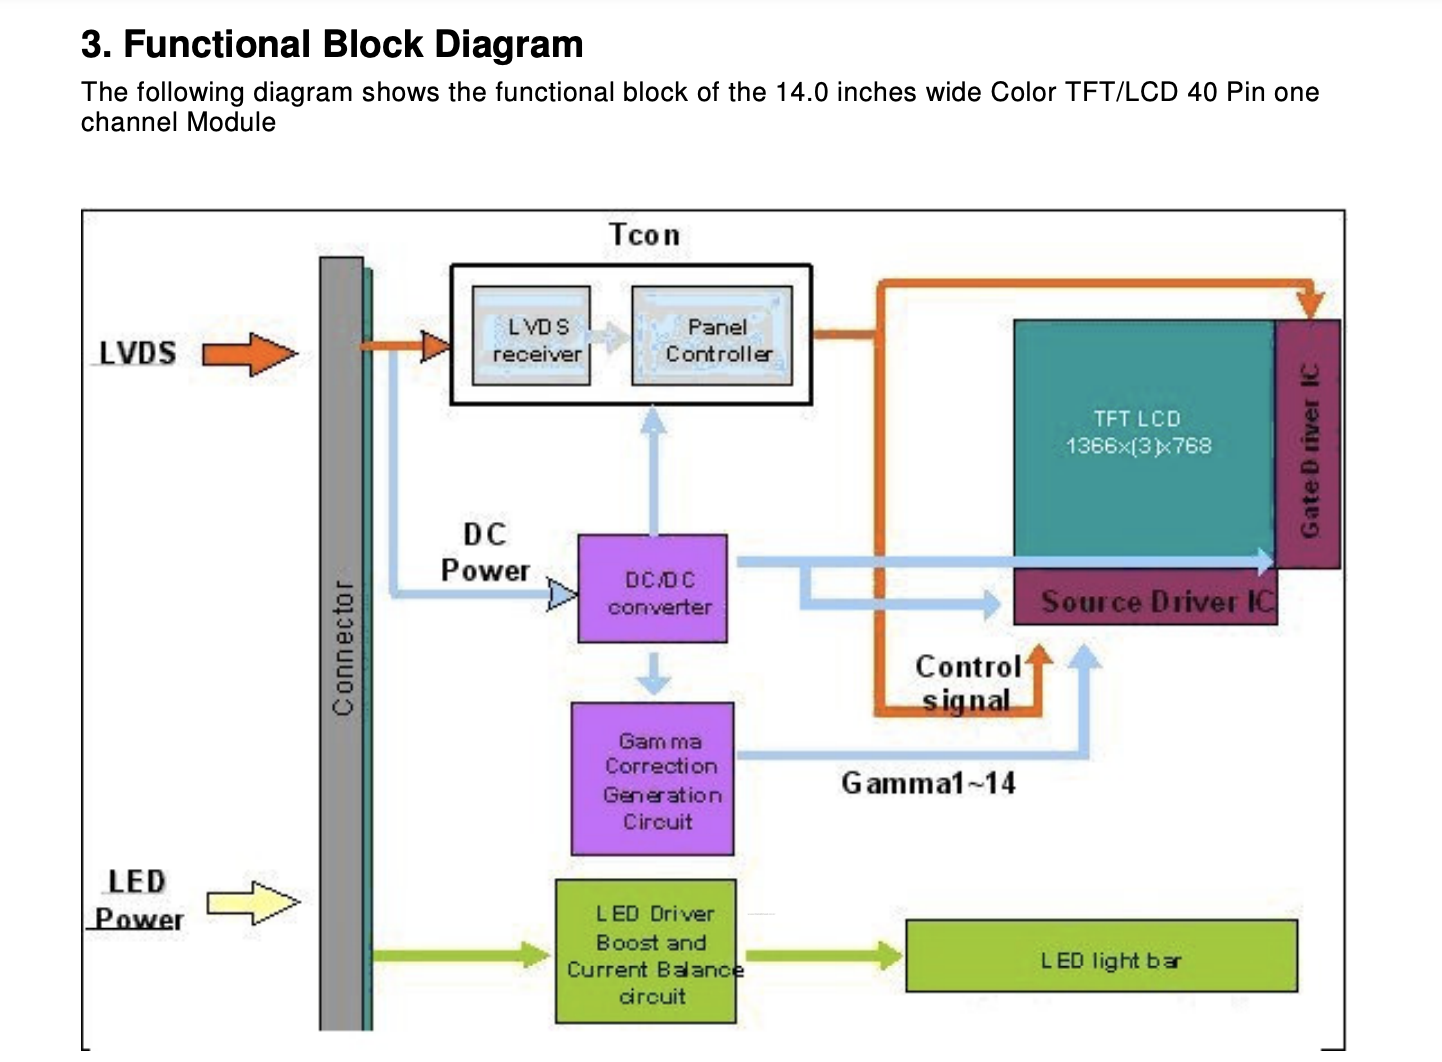 3. Functional Block Diagram
The following diagram shows the functional block of the 14.0 inches wide Color TFT/LCD 40 Pin one
channel Module
Tcon
LVDS
LVDS
receiver
Panel
Controller
TFT LCD
1366x(3)x768
Gate Driver IC
DC
Power
DC/DC
converter
Source Driver IC
Connector
Control
signal
Gamma
Correction
Generation
Circuit
Gamma1~14
LED
Power
LED Driver
Boost and
Current Balance
circuit
LED light bar